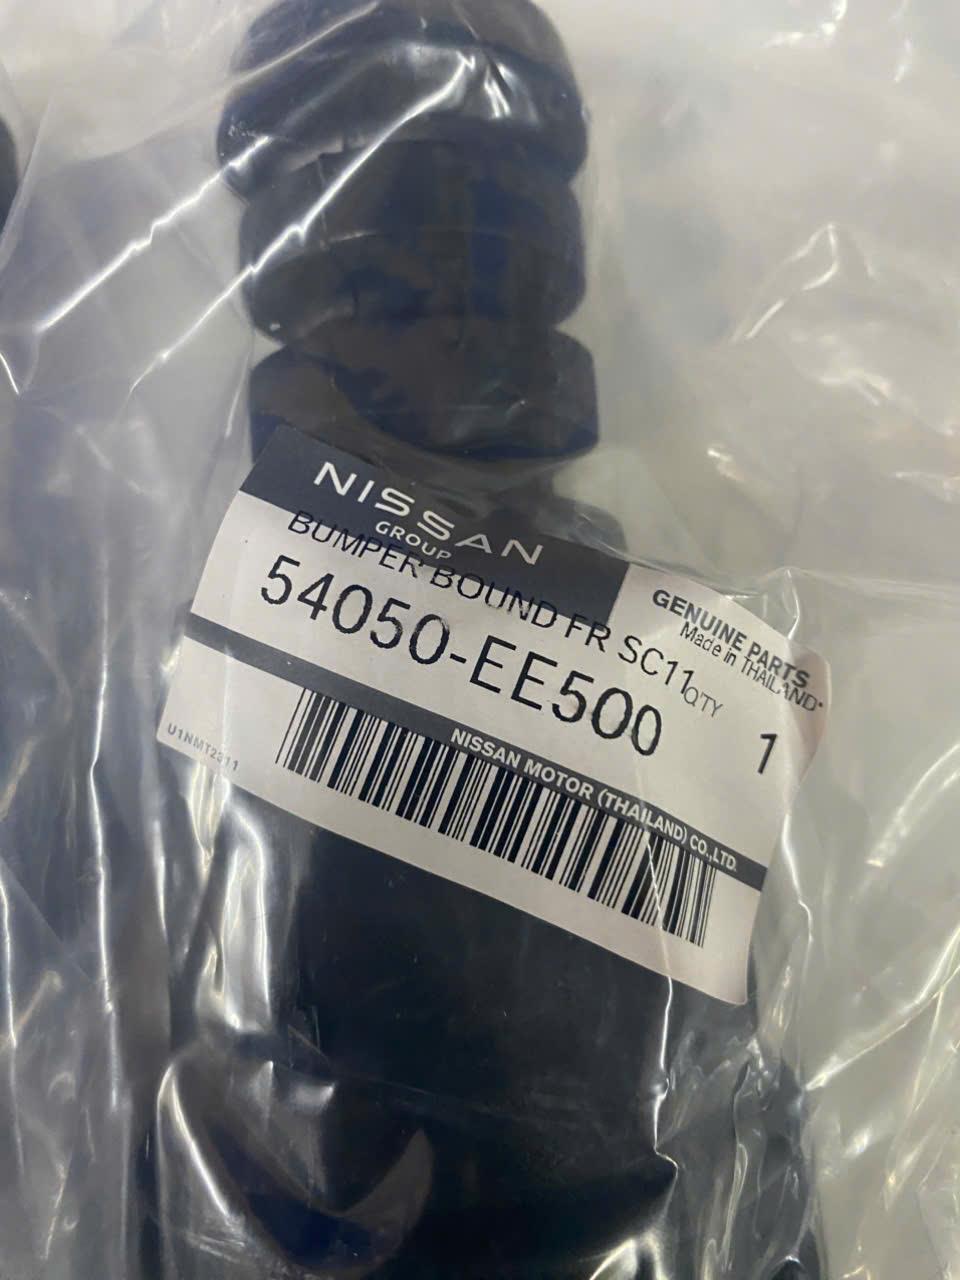 NISSAN
GROUP
BUMPER BOUND FR SC11
54050-EE500
GENUINE PARTS
Made in THAILAND
Q'TY
1
NISSAN MOTOR (THAILAND) CO.,LTD.
U1NMT2311